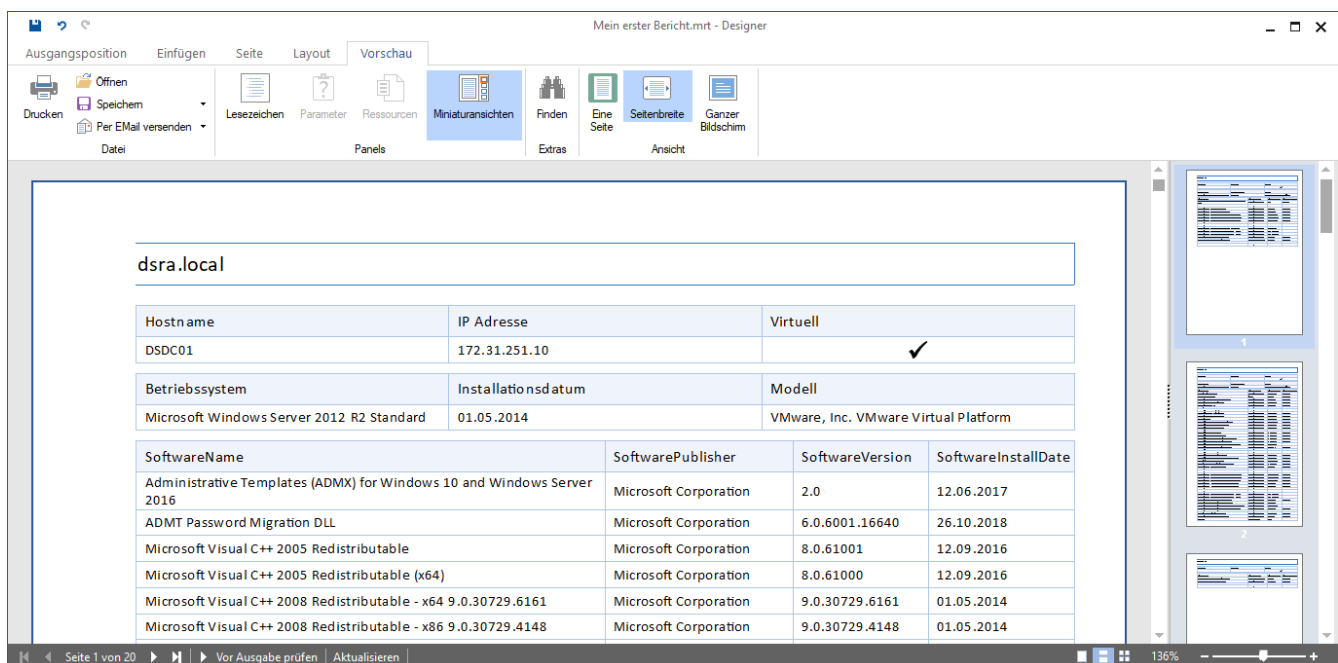 Mein erster Bericht.mrt - Designer
Ausgangsposition Einfügen Seite Layout Vorschau
Drucken
Öffnen
Speichern
Per EMail versenden
Datei
Lesezeichen Parameter Ressourcen Miniaturansichten
Panels
Finden
Extras
Eine Seite
Seitenbreite
Ganzer Bildschirm
Ansicht
dsra.local
Hostname IP Adresse Virtuell
DSDC01 172.31.251.10 ✓
Betriebssystem Installationsdatum Modell
Microsoft Windows Server 2012 R2 Standard 01.05.2014 VMware, Inc. VMware Virtual Platform
SoftwareName SoftwarePublisher SoftwareVersion SoftwareInstallDate
Administrative Templates (ADMX) for Windows 10 and Windows Server
2016 Microsoft Corporation 2.0 12.06.2017
ADMT Password Migration DLL Microsoft Corporation 6.0.6001.16640 26.10.2018
Microsoft Visual C++ 2005 Redistributable Microsoft Corporation 8.0.61001 12.09.2016
Microsoft Visual C++ 2005 Redistributable (x64) Microsoft Corporation 8.0.61000 12.09.2016
Microsoft Visual C++ 2008 Redistributable - x64 9.0.30729.6161 Microsoft Corporation 9.0.30729.6161 01.05.2014
Microsoft Visual C++ 2008 Redistributable - x86 9.0.30729.4148 Microsoft Corporation 9.0.30729.4148 01.05.2014
1
2
Seite 1 von 20 Vor Ausgabe prüfen Aktualisieren 136%